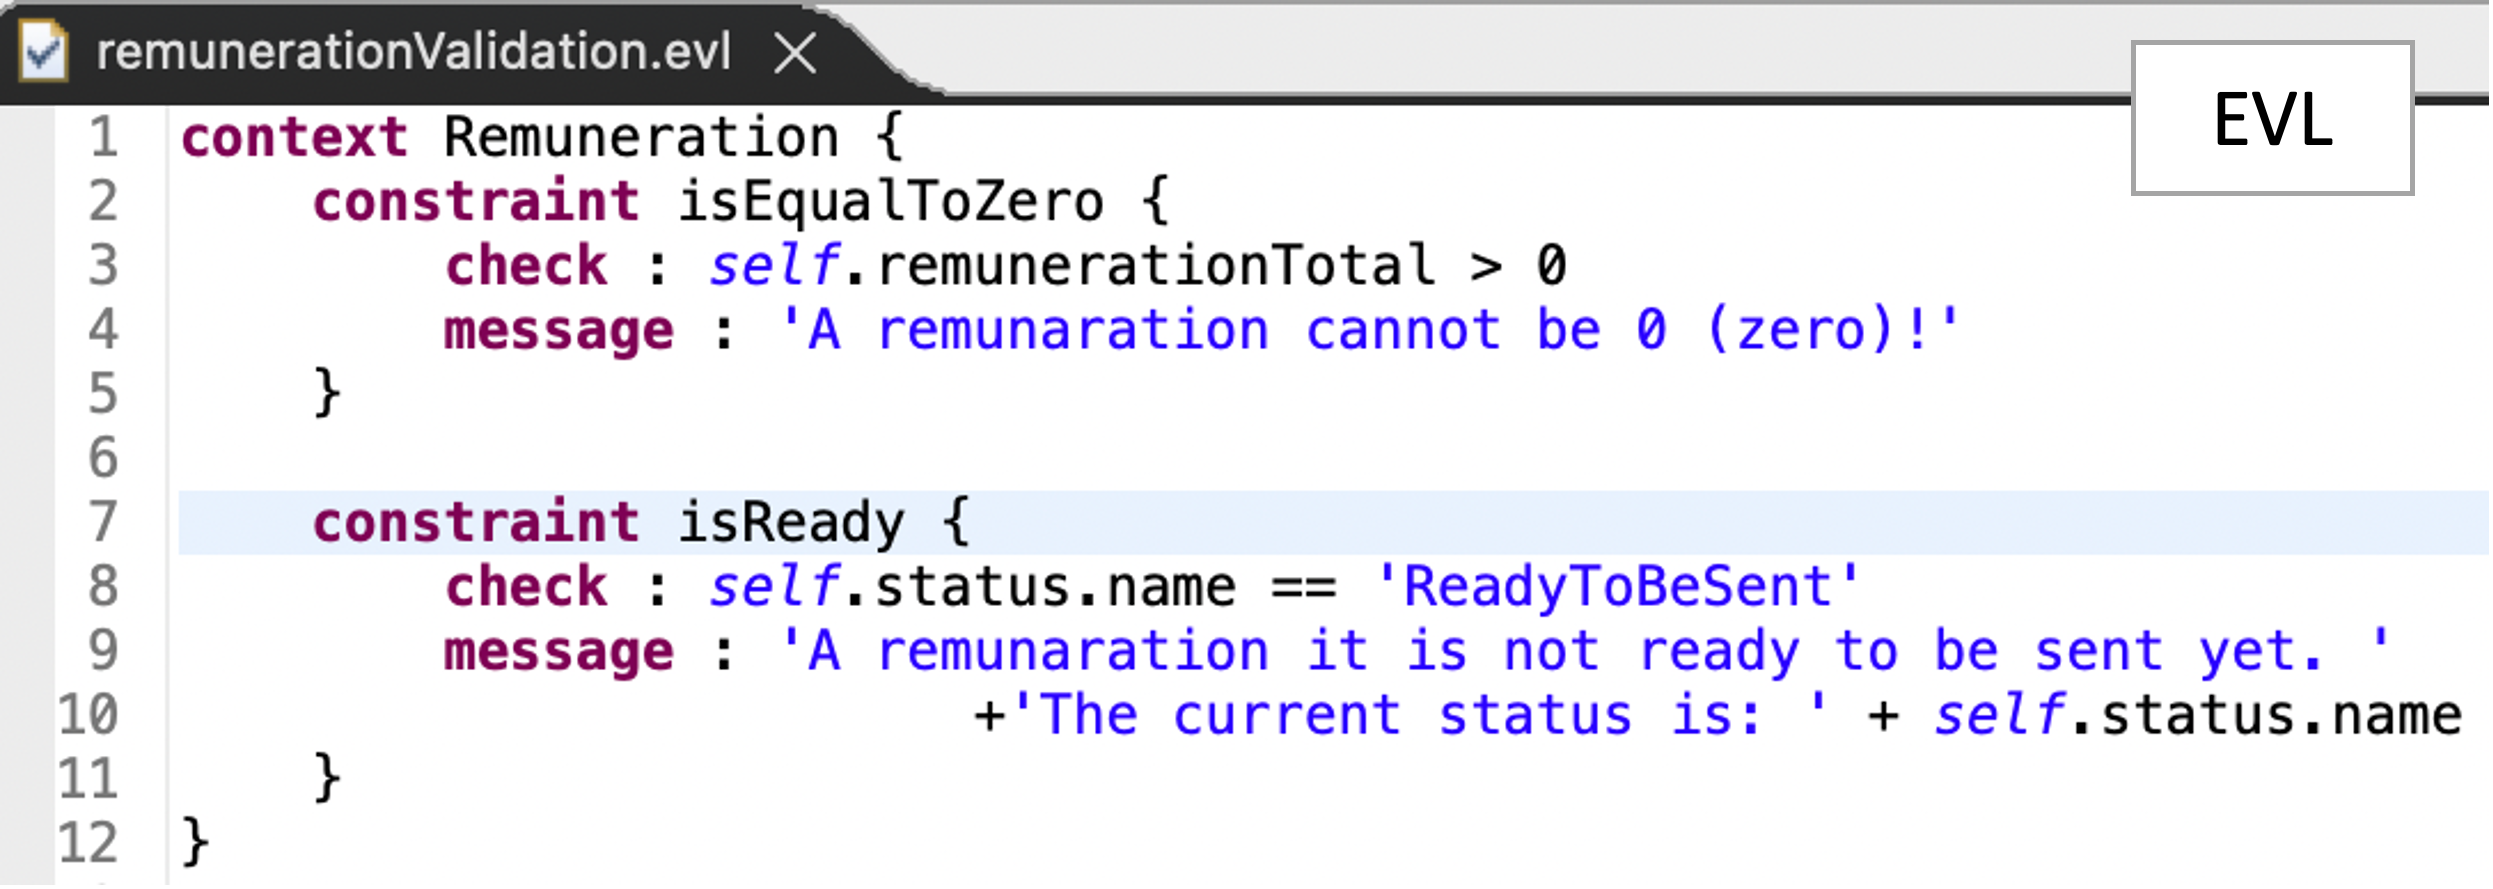 remunerationValidation.evl
EVL
1 context Remuneration {
2 constraint isEqualToZero {
3 check : self.remunerationTotal > 0
4 message : 'A remunaration cannot be 0 (zero)!'
5 }
6
7 constraint isReady {
8 check : self.status.name == 'ReadyToBeSent'
9 message : 'A remunaration it is not ready to be sent yet. '
10 +'The current status is: ' + self.status.name
11 }
12 }